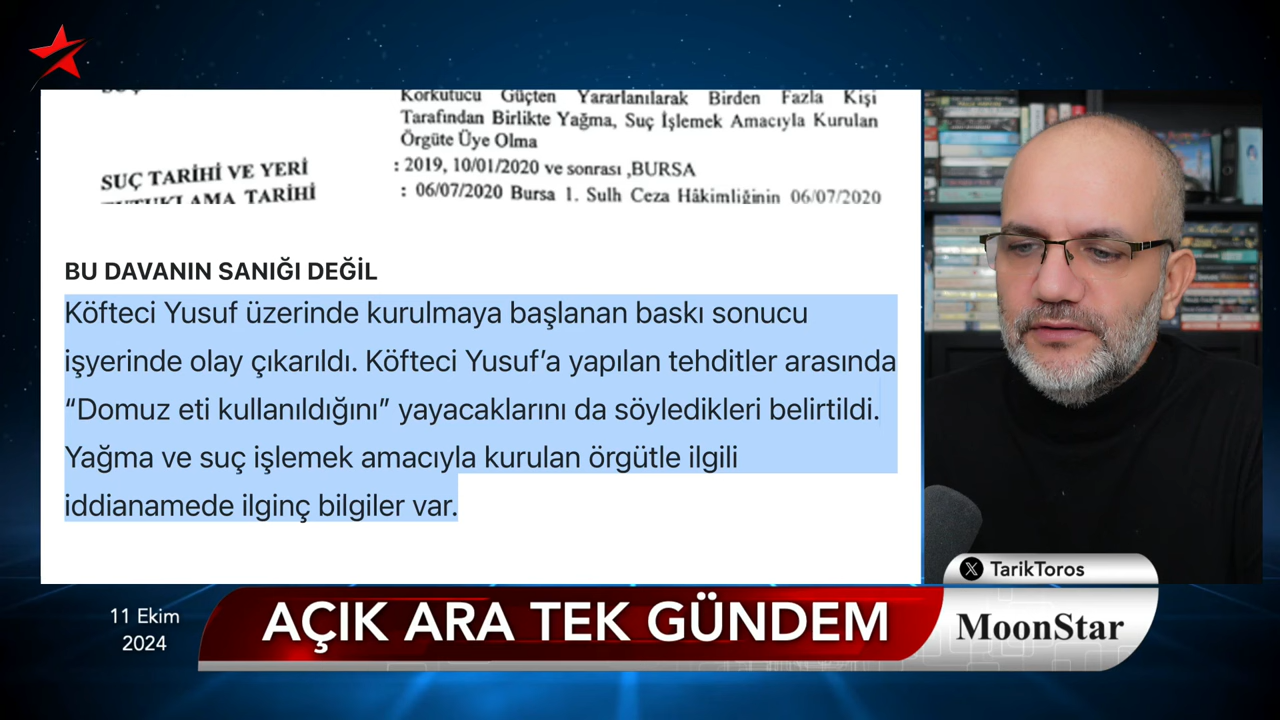 Korkutucu Güçten Yararlanılarak Birden Fazla Kişi
Tarafından Birlikte Yağma, Suç İşlemek Amacıyla Kurulan
Örgüte Üye Olma
SUÇ TARİHİ VE YERİ : 2019, 10/01/2020 ve sonrası ,BURSA
TUTUKLAMA TARİHİ : 06/07/2020 Bursa 1. Sulh Ceza Hâkimliğinin 06/07/2020
BU DAVANIN SANIĞI DEĞİL
Köfteci Yusuf üzerinde kurulmaya başlanan baskı sonucu
işyerinde olay çıkarıldı. Köfteci Yusuf’a yapılan tehditler arasında
“Domuz eti kullanıldığını” yayacaklarını da söyledikleri belirtildi.
Yağma ve suç işlemek amacıyla kurulan örgütle ilgili
iddianamede ilginç bilgiler var.
X TarikToros
11 Ekim
2024
AÇIK ARA TEK GÜNDEM
MoonStar